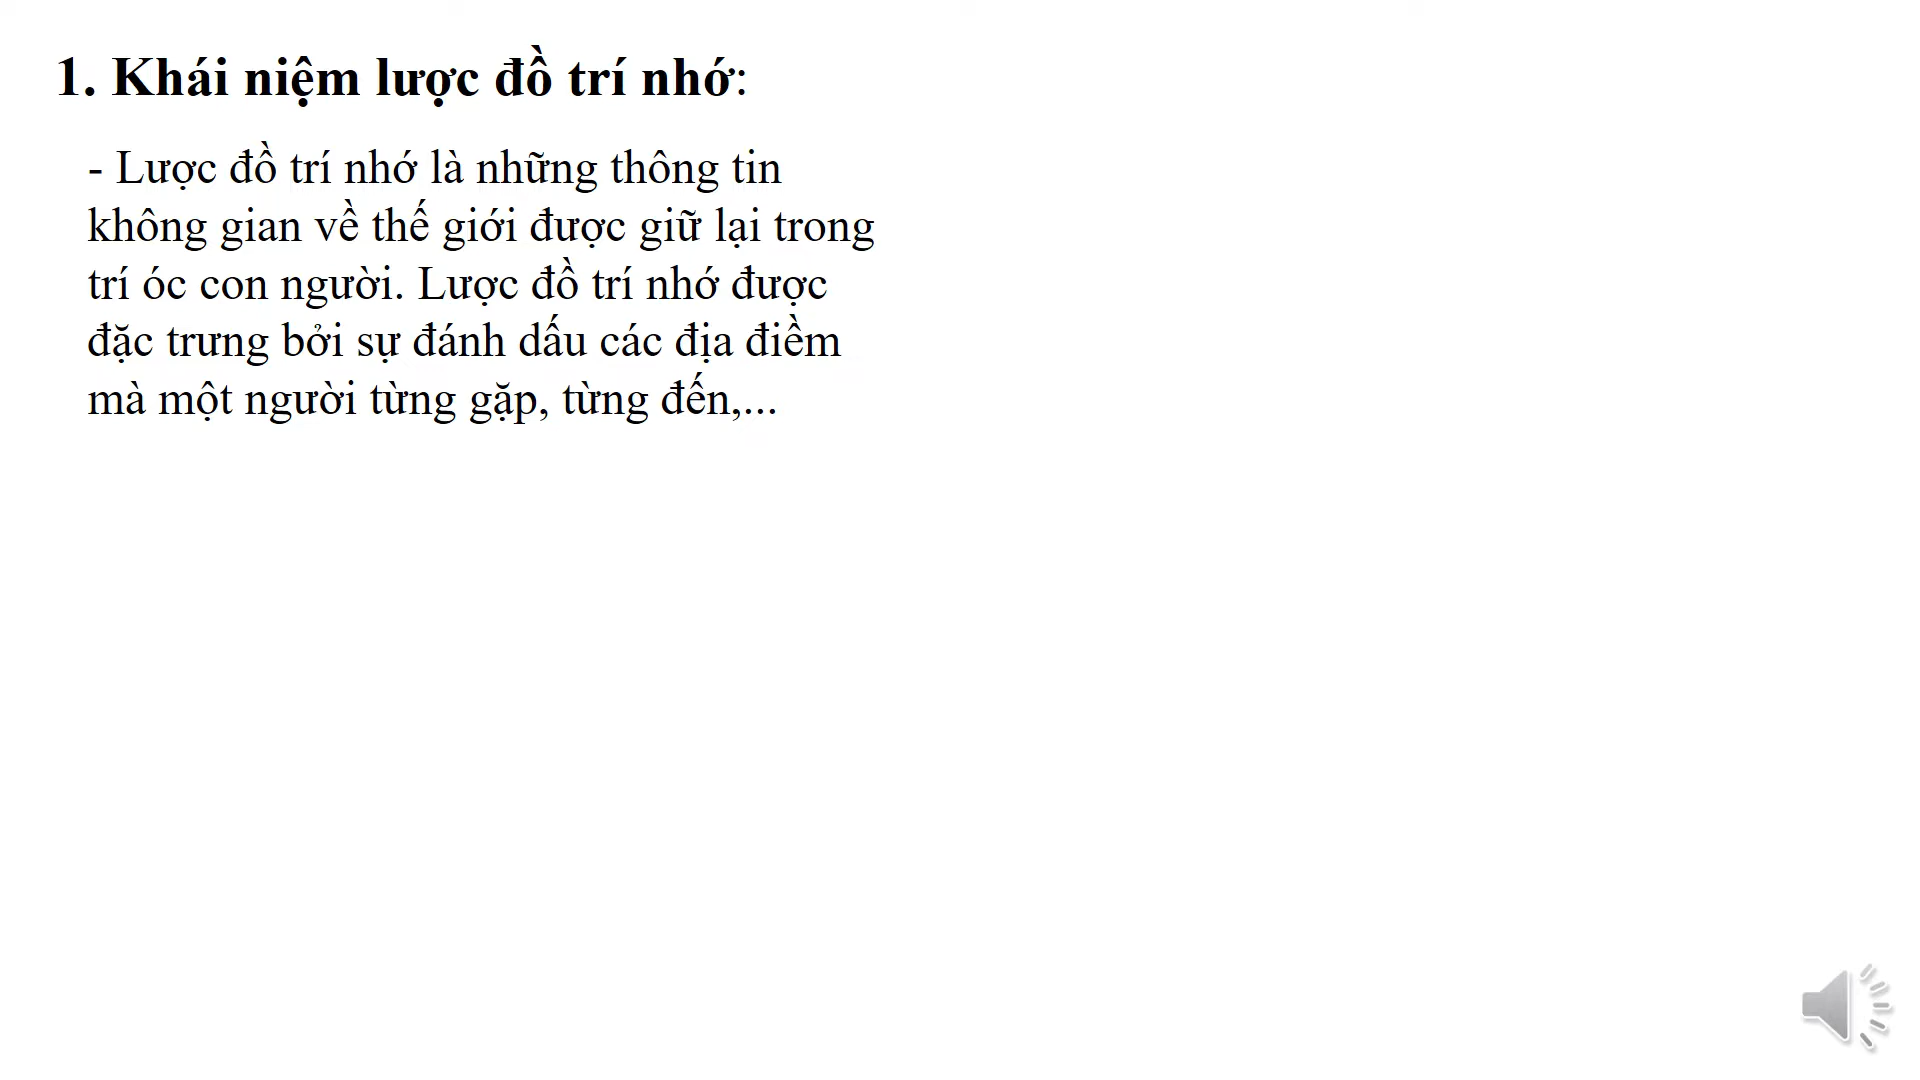 1. Khái niệm lược đồ trí nhớ:
- Lược đồ trí nhớ là những thông tin
không gian về thế giới được giữ lại trong
trí óc con người. Lược đồ trí nhớ được
đặc trưng bởi sự đánh dấu các địa điềm
mà một người từng gặp, từng đến,...